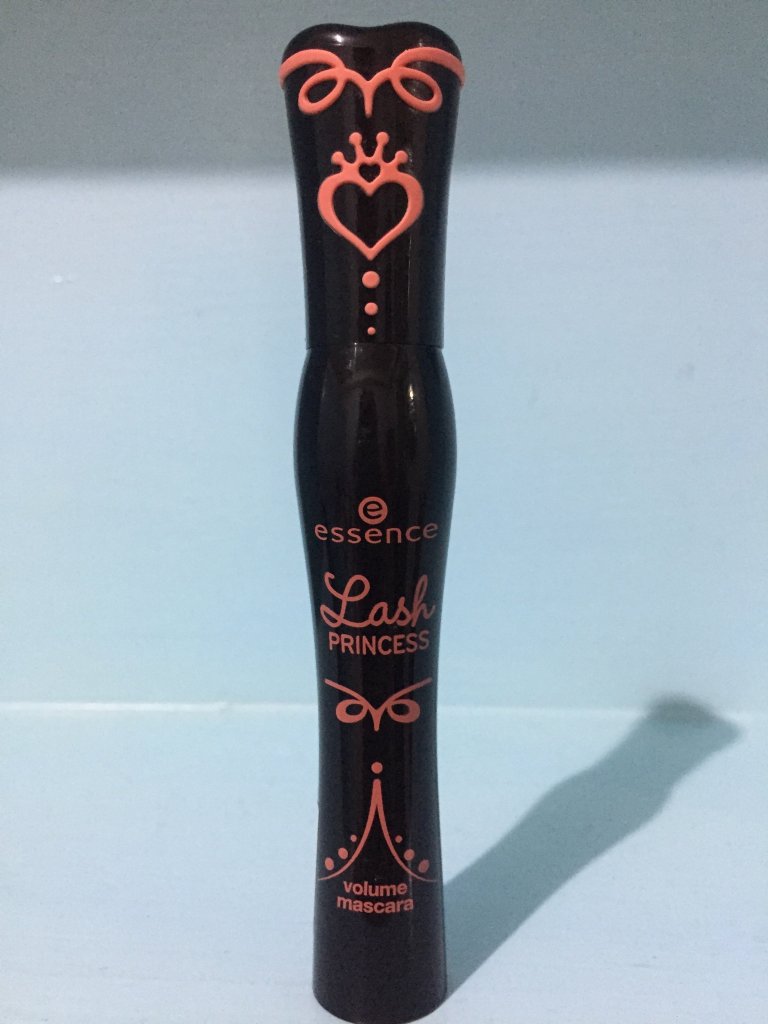 e
essence
Lash
PRINCESS
volume
mascara